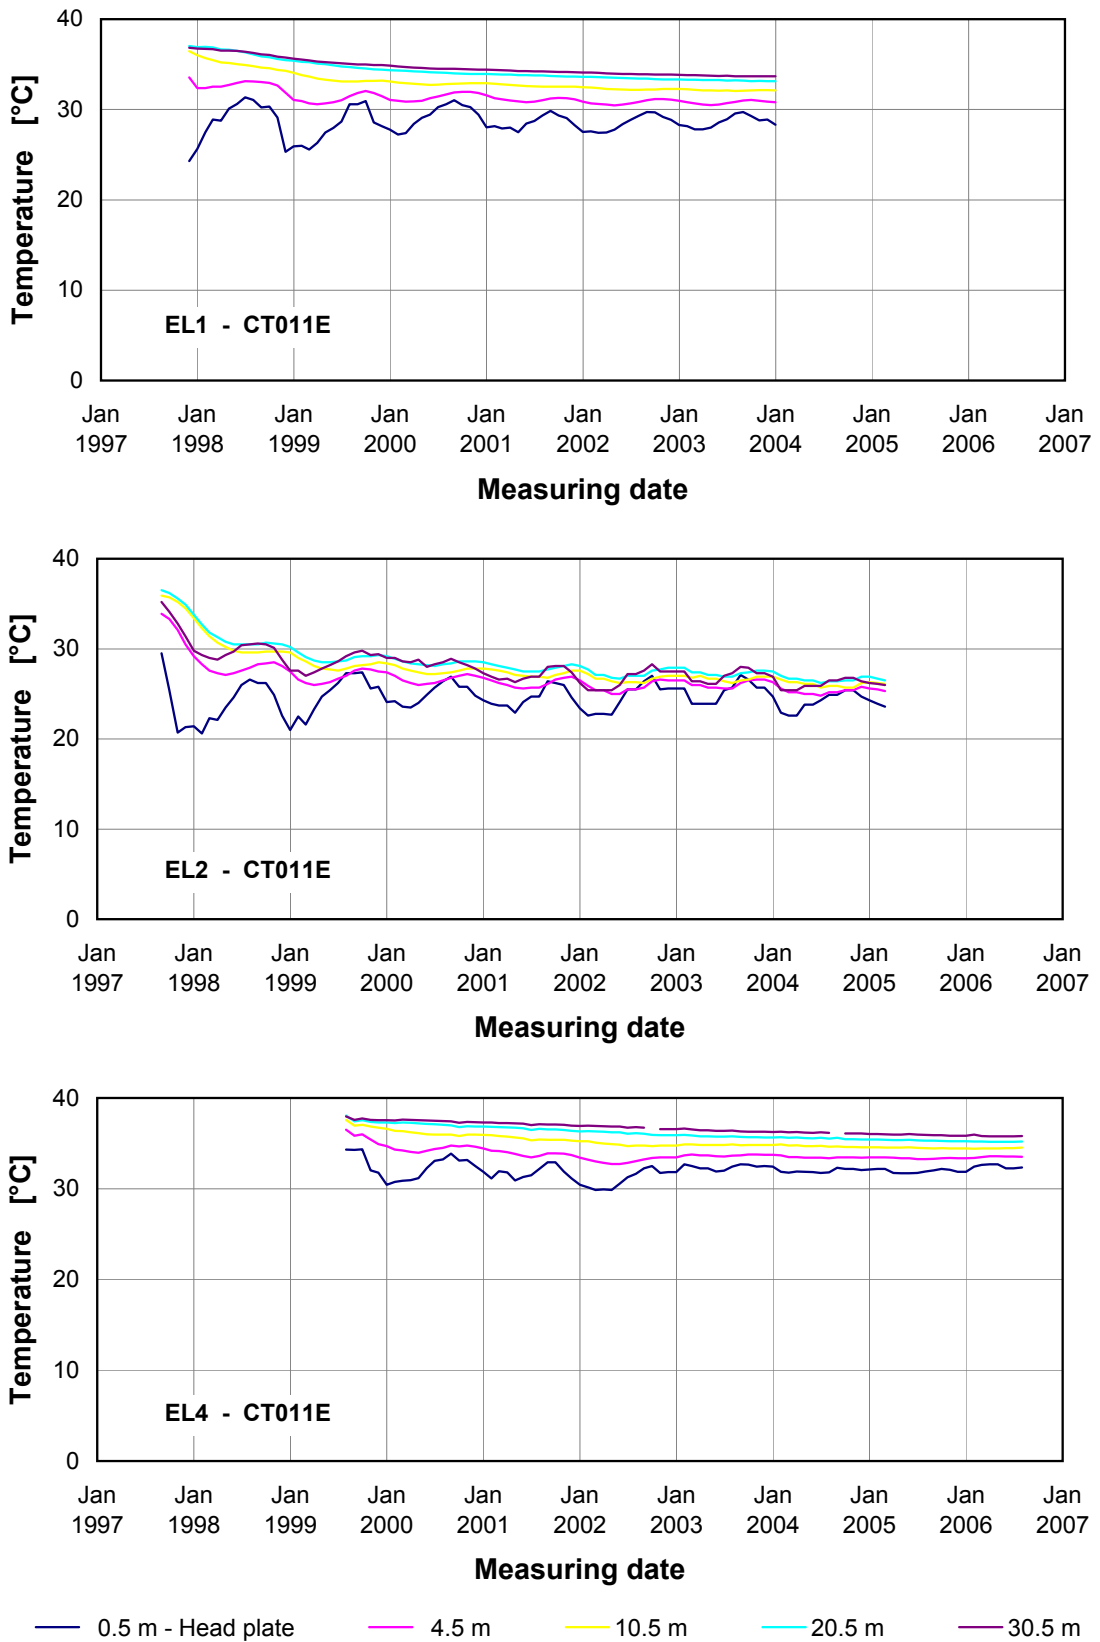 Temperature [°C]
40
30
20
10
0
EL1 - CT011E
Jan Jan Jan Jan Jan Jan Jan Jan Jan Jan Jan
1997 1998 1999 2000 2001 2002 2003 2004 2005 2006 2007
Measuring date
Temperature [°C]
40
30
20
10
0
EL2 - CT011E
Jan Jan Jan Jan Jan Jan Jan Jan Jan Jan Jan
1997 1998 1999 2000 2001 2002 2003 2004 2005 2006 2007
Measuring date
Temperature [°C]
40
30
20
10
0
EL4 - CT011E
Jan Jan Jan Jan Jan Jan Jan Jan Jan Jan Jan
1997 1998 1999 2000 2001 2002 2003 2004 2005 2006 2007
Measuring date
0.5 m - Head plate 4.5 m 10.5 m 20.5 m 30.5 m